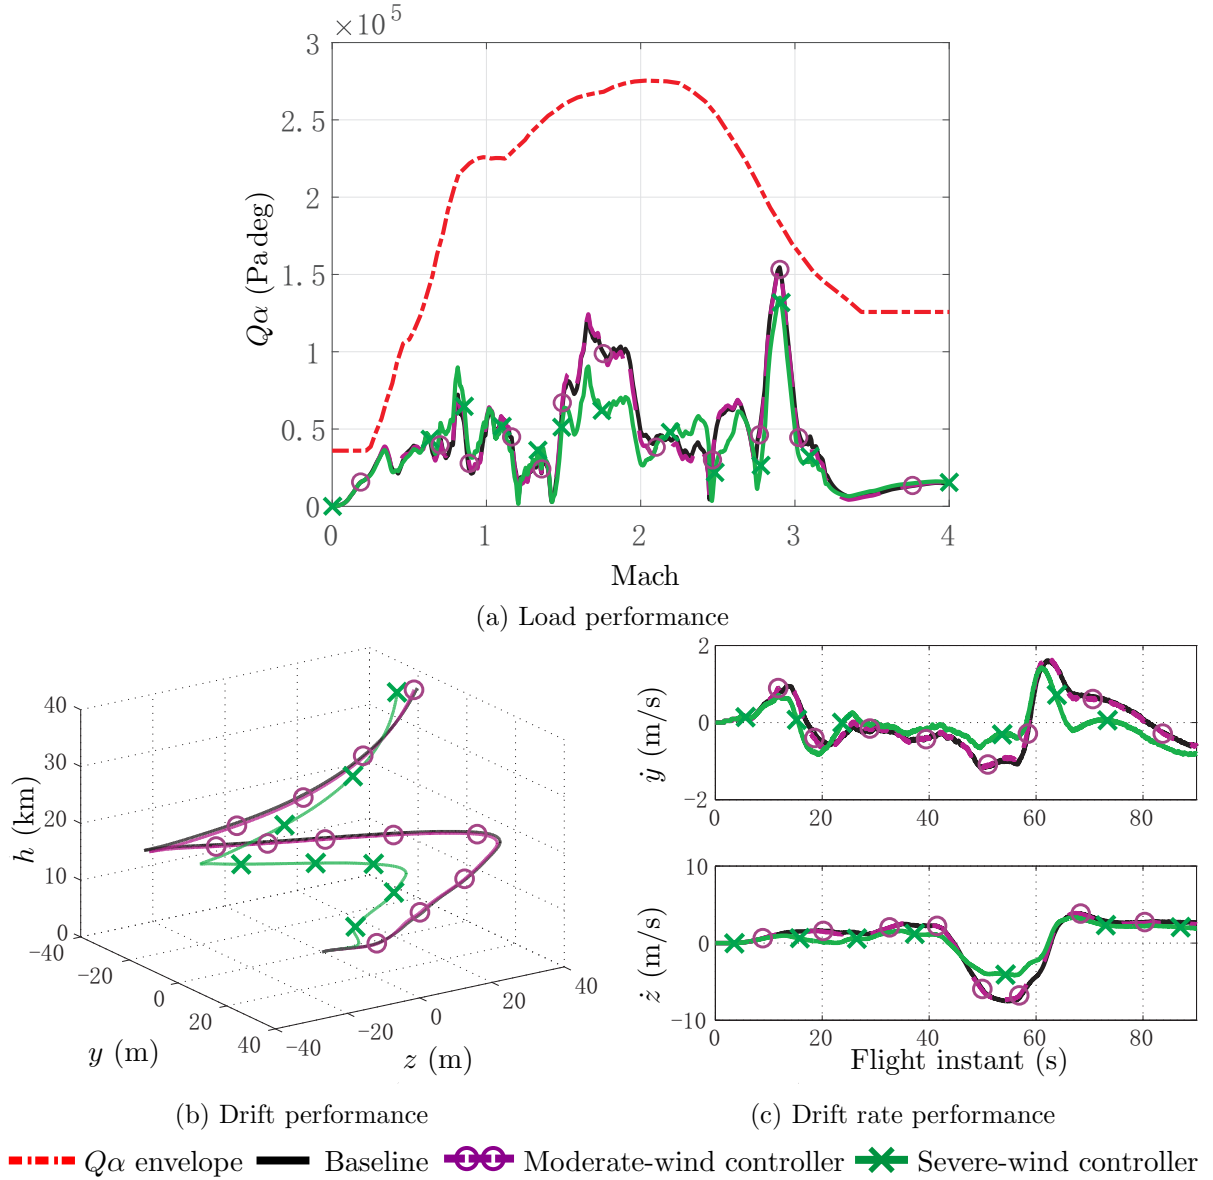 ×10 5
3
2.5
2
1.5
1
0.5
0
Qα (Pa deg)
0 1 2 3 4
Mach
(a) Load performance
40
30
20
10
0
h (km)
−40
−20
0
20
40
y (m)
−40
−20
0
20
40
z (m)
(b) Drift performance
2
0
−2
ẏ (m/s)
0 20 40 60 80
10
0
−10
ż (m/s)
0 20 40 60 80
Flight instant (s)
(c) Drift rate performance
Qα envelope Baseline Moderate-wind controller Severe-wind controller